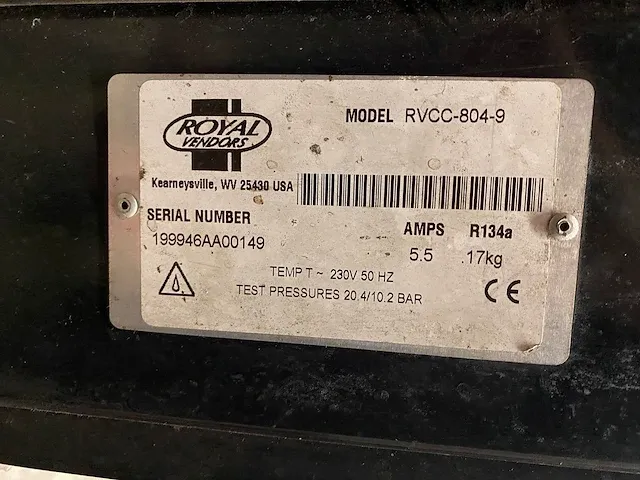 ROYAL
VENDORS
MODEL RVCC-804-9
Kearneysville, WV 25430 USA
SERIAL NUMBER
199946AA00149
AMPS R134a
5.5 .17kg
TEMP T ~ 230V 50 HZ
TEST PRESSURES 20.4/10.2 BAR
CE